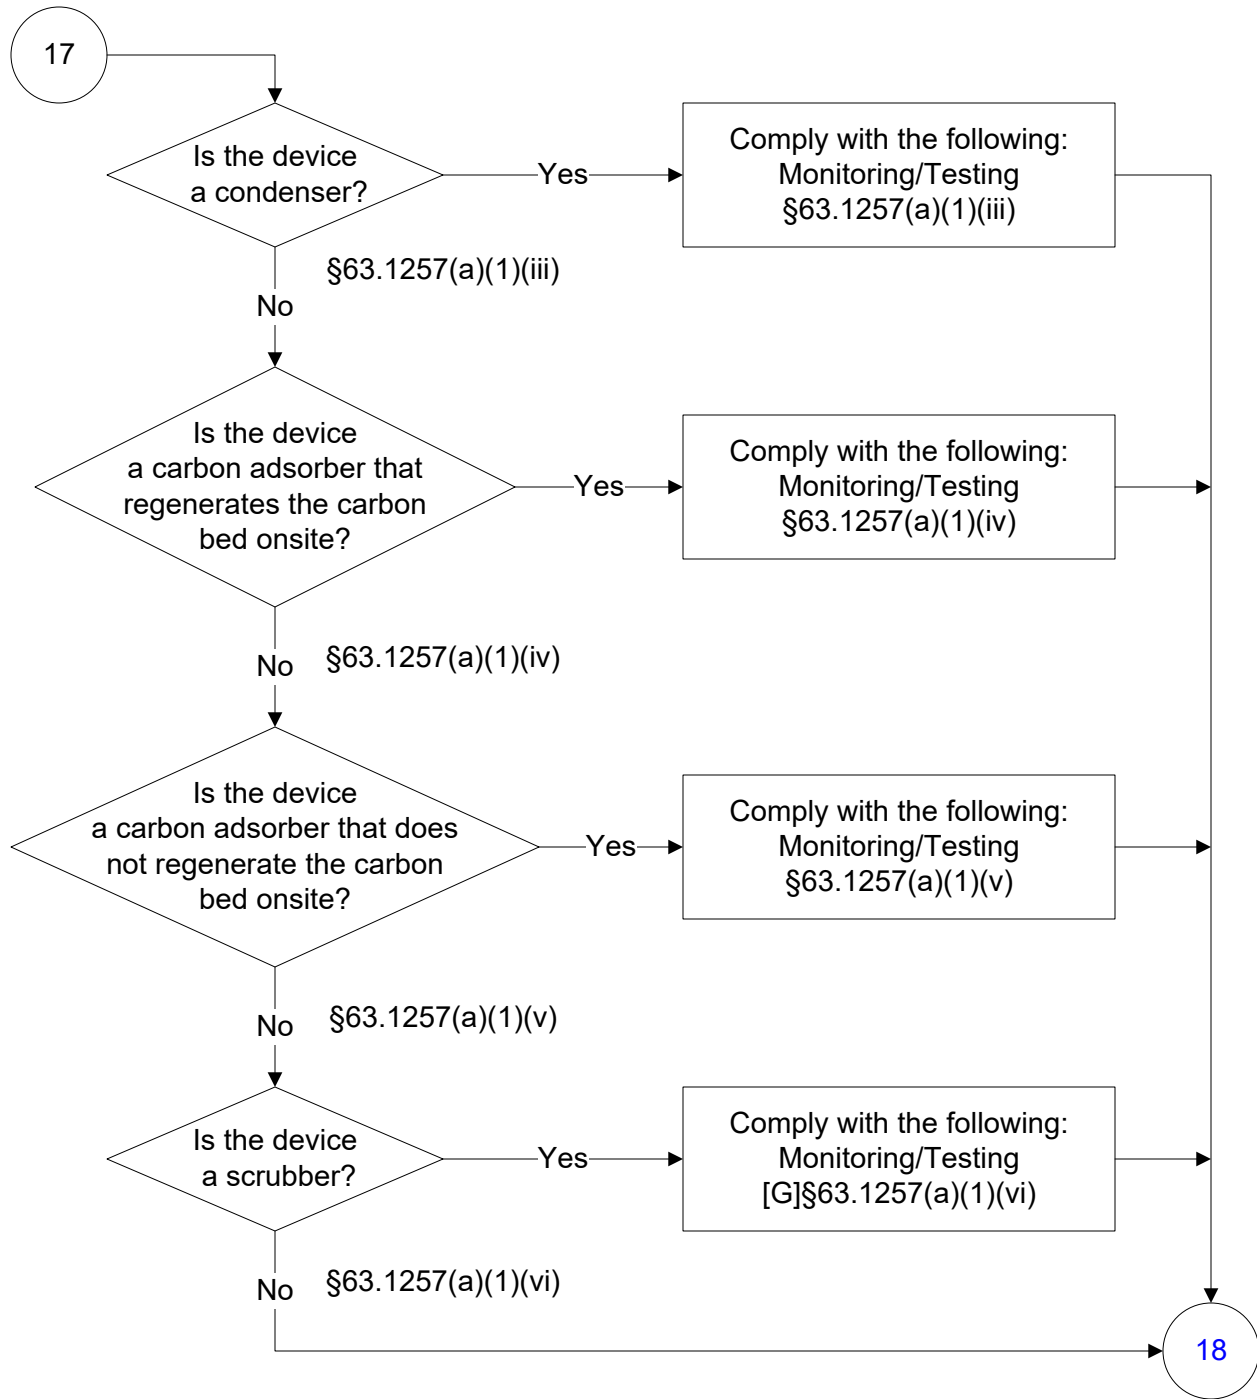 17
Is the device
a condenser?
Yes
Comply with the following:
Monitoring/Testing
§63.1257(a)(1)(iii)
§63.1257(a)(1)(iii)
No
Is the device
a carbon adsorber that
regenerates the carbon
bed onsite?
Yes
Comply with the following:
Monitoring/Testing
§63.1257(a)(1)(iv)
No
§63.1257(a)(1)(iv)
Is the device
a carbon adsorber that does
not regenerate the carbon
bed onsite?
Yes
Comply with the following:
Monitoring/Testing
§63.1257(a)(1)(v)
No
§63.1257(a)(1)(v)
Is the device
a scrubber?
Yes
Comply with the following:
Monitoring/Testing
[G]§63.1257(a)(1)(vi)
No
§63.1257(a)(1)(vi)
18